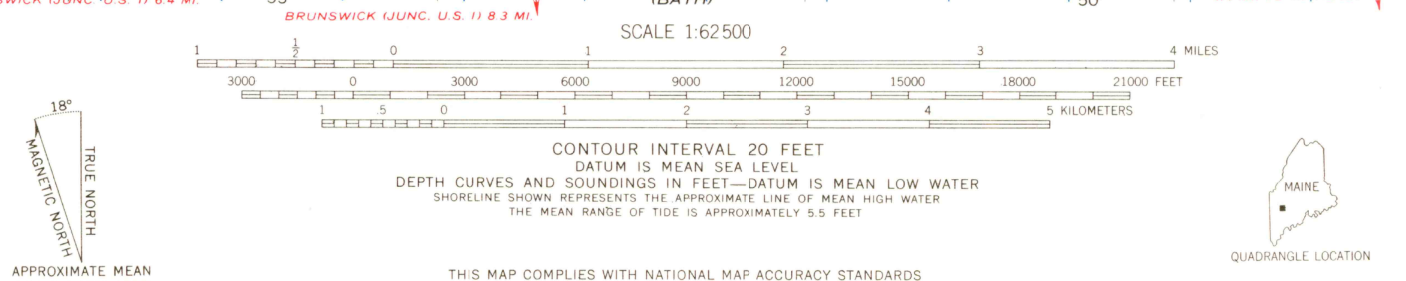 6.4 MI.
BRUNSWICK (JUNC. U.S. 1) 8.3 MI.
(BATH)
50'
SCALE 1:62500
1 ½ 0 1 2 3 4 MILES
3000 0 3000 6000 9000 12000 15000 18000 21000 FEET
1 .5 0 1 2 3 4 5 KILOMETERS
18°
MAGNETIC NORTH
TRUE NORTH
APPROXIMATE MEAN
CONTOUR INTERVAL 20 FEET
DATUM IS MEAN SEA LEVEL
DEPTH CURVES AND SOUNDINGS IN FEET—DATUM IS MEAN LOW WATER
SHORELINE SHOWN REPRESENTS THE APPROXIMATE LINE OF MEAN HIGH WATER
THE MEAN RANGE OF TIDE IS APPROXIMATELY 5.5 FEET
THIS MAP COMPLIES WITH NATIONAL MAP ACCURACY STANDARDS
MAINE
QUADRANGLE LOCATION